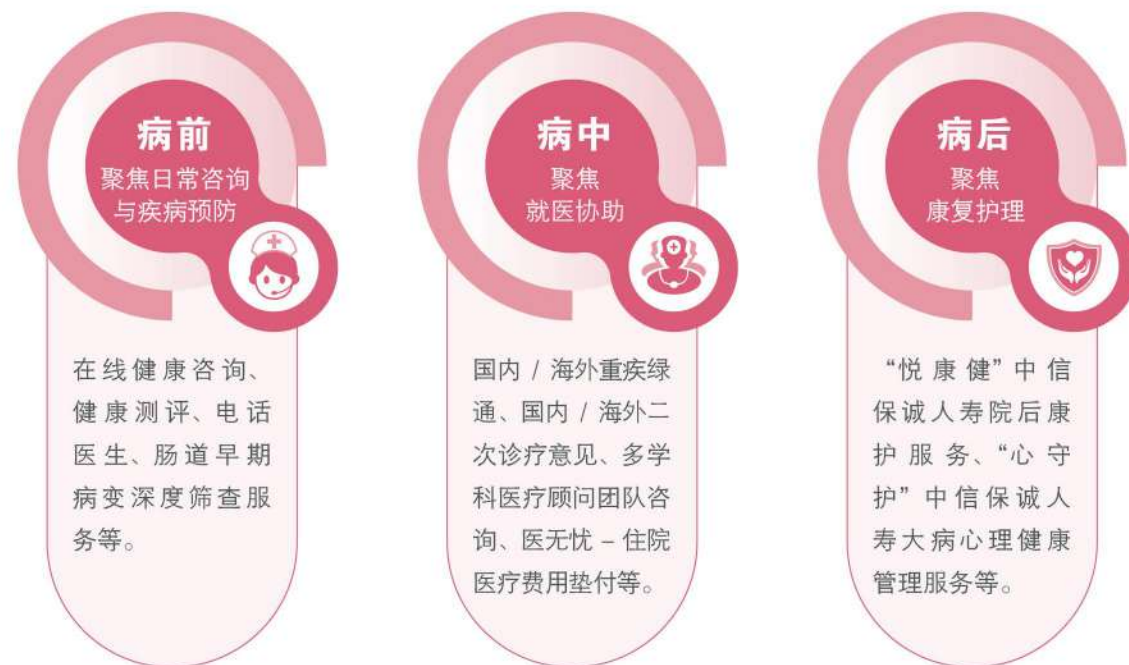 病前
聚焦日常咨询
与疾病预防
在线健康咨询、
健康测评、电话
医生、肠道早期
病变深度筛查服
务等。
病中
聚焦
就医协助
国内 / 海外重疾绿
通、国内 / 海外二
次诊疗意见、多学
科医疗顾问团队咨
询、医无忧 – 住院
医疗费用垫付等。
病后
聚焦
康复护理
“悦康健”中信
保诚人寿院后康
护服务、“心守
护”中信保诚人
寿大病心理健康
管理服务等。